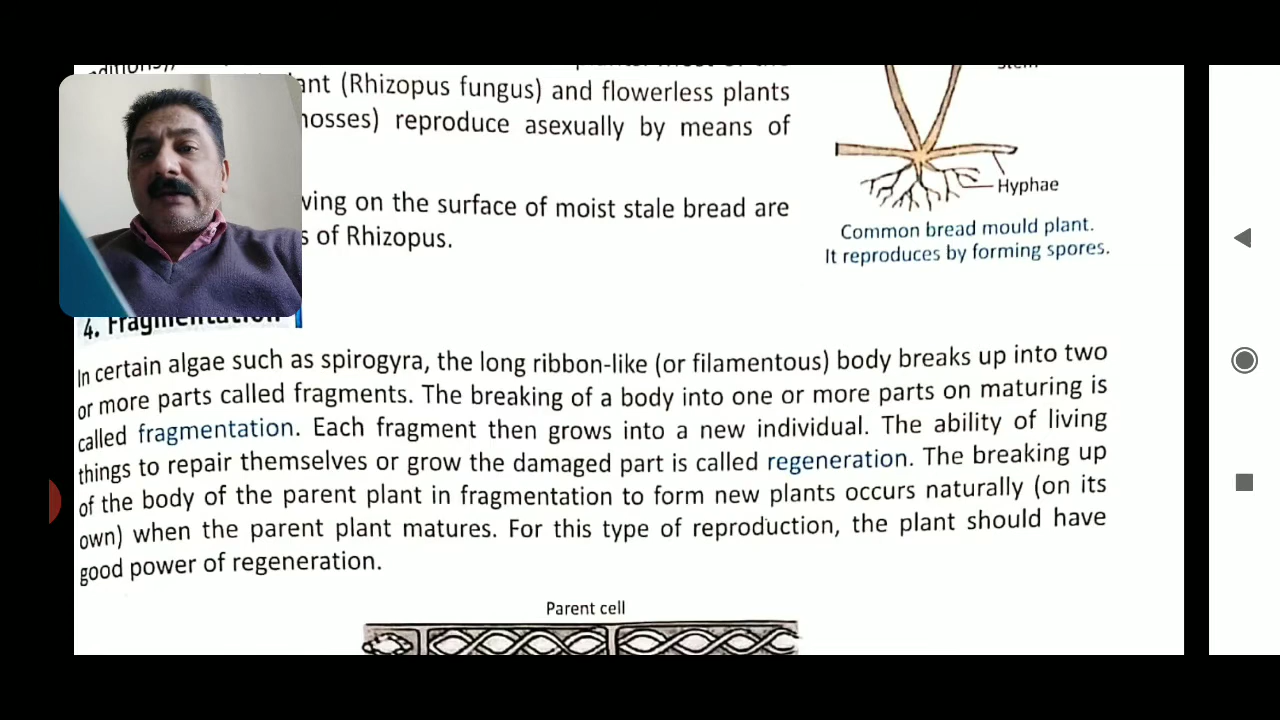 ant (Rhizopus fungus) and flowerless plants
nosses) reproduce asexually by means of
ving on the surface of moist stale bread are
s of Rhizopus.
Stem
Hyphae
Common bread mould plant.
It reproduces by forming spores.
4. Fragmentation
In certain algae such as spirogyra, the long ribbon-like (or filamentous) body breaks up into two
or more parts called fragments. The breaking of a body into one or more parts on maturing is
called fragmentation. Each fragment then grows into a new individual. The ability of living
things to repair themselves or grow the damaged part is called regeneration. The breaking up
of the body of the parent plant in fragmentation to form new plants occurs naturally (on its
own) when the parent plant matures. For this type of reproduction, the plant should have
good power of regeneration.
Parent cell